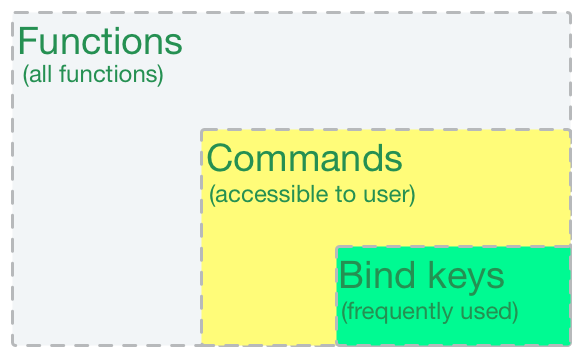 Functions
(all functions)
Commands
(accessible to user)
Bind keys
(frequently used)